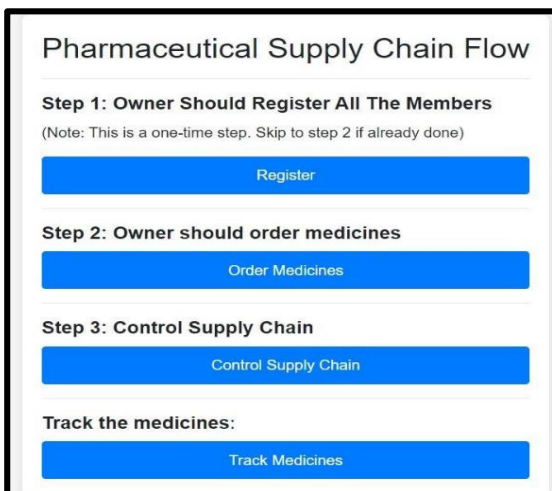 Pharmaceutical Supply Chain Flow
Step 1: Owner Should Register All The Members
(Note: This is a one-time step. Skip to step 2 if already done)
Register
Step 2: Owner should order medicines
Order Medicines
Step 3: Control Supply Chain
Control Supply Chain
Track the medicines:
Track Medicines